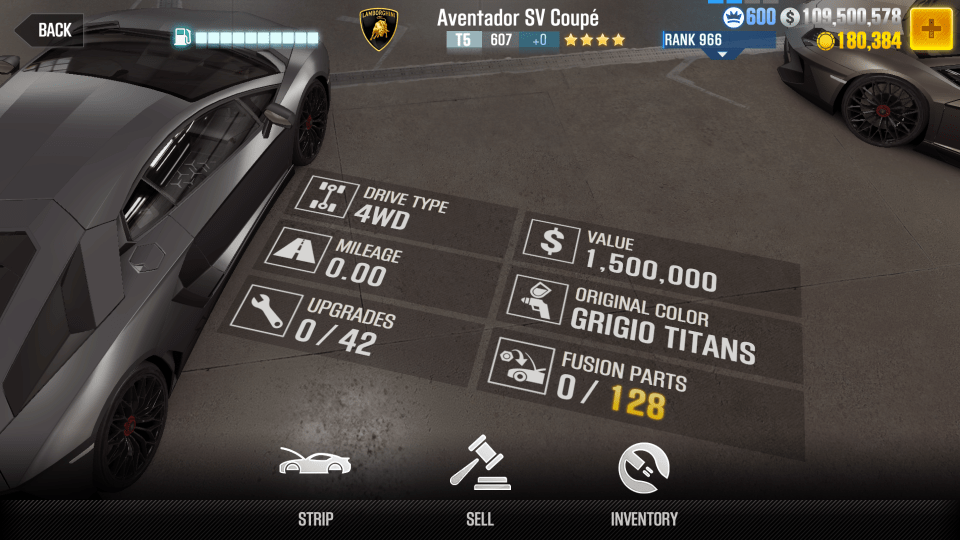 BACK
LAMBORGHINI
Aventador SV Coupé
T5 607 +0
RANK 966
600 $ 109,500,578
180,384
DRIVE TYPE
4WD
MILEAGE
0.00
UPGRADES
0 / 42
$ VALUE
1,500,000
ORIGINAL COLOR
GRIGIO TITANS
FUSION PARTS
0 / 128
STRIP
SELL
INVENTORY